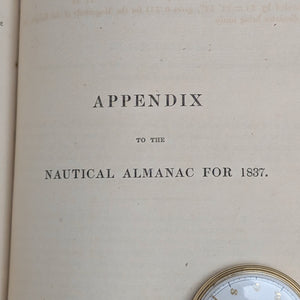 APPENDIX
TO THE
NAUTICAL ALMANAC FOR 1837.